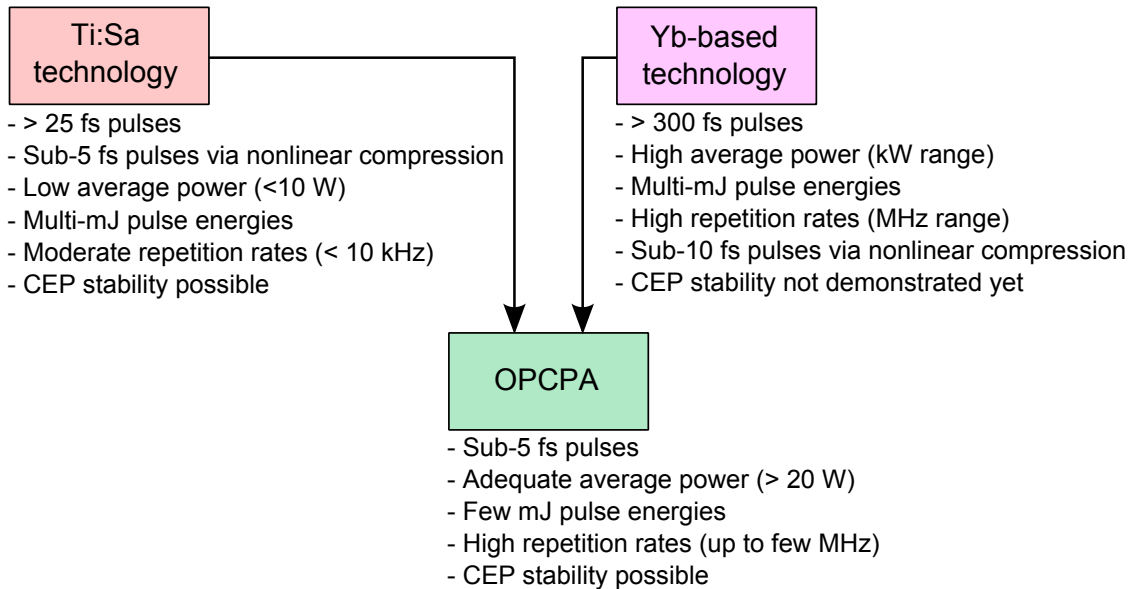 Ti:Sa
technology
- > 25 fs pulses
- Sub-5 fs pulses via nonlinear compression
- Low average power (<10 W)
- Multi-mJ pulse energies
- Moderate repetition rates (< 10 kHz)
- CEP stability possible
Yb-based
technology
- > 300 fs pulses
- High average power (kW range)
- Multi-mJ pulse energies
- High repetition rates (MHz range)
- Sub-10 fs pulses via nonlinear compression
- CEP stability not demonstrated yet
OPCPA
- Sub-5 fs pulses
- Adequate average power (> 20 W)
- Few mJ pulse energies
- High repetition rates (up to few MHz)
- CEP stability possible